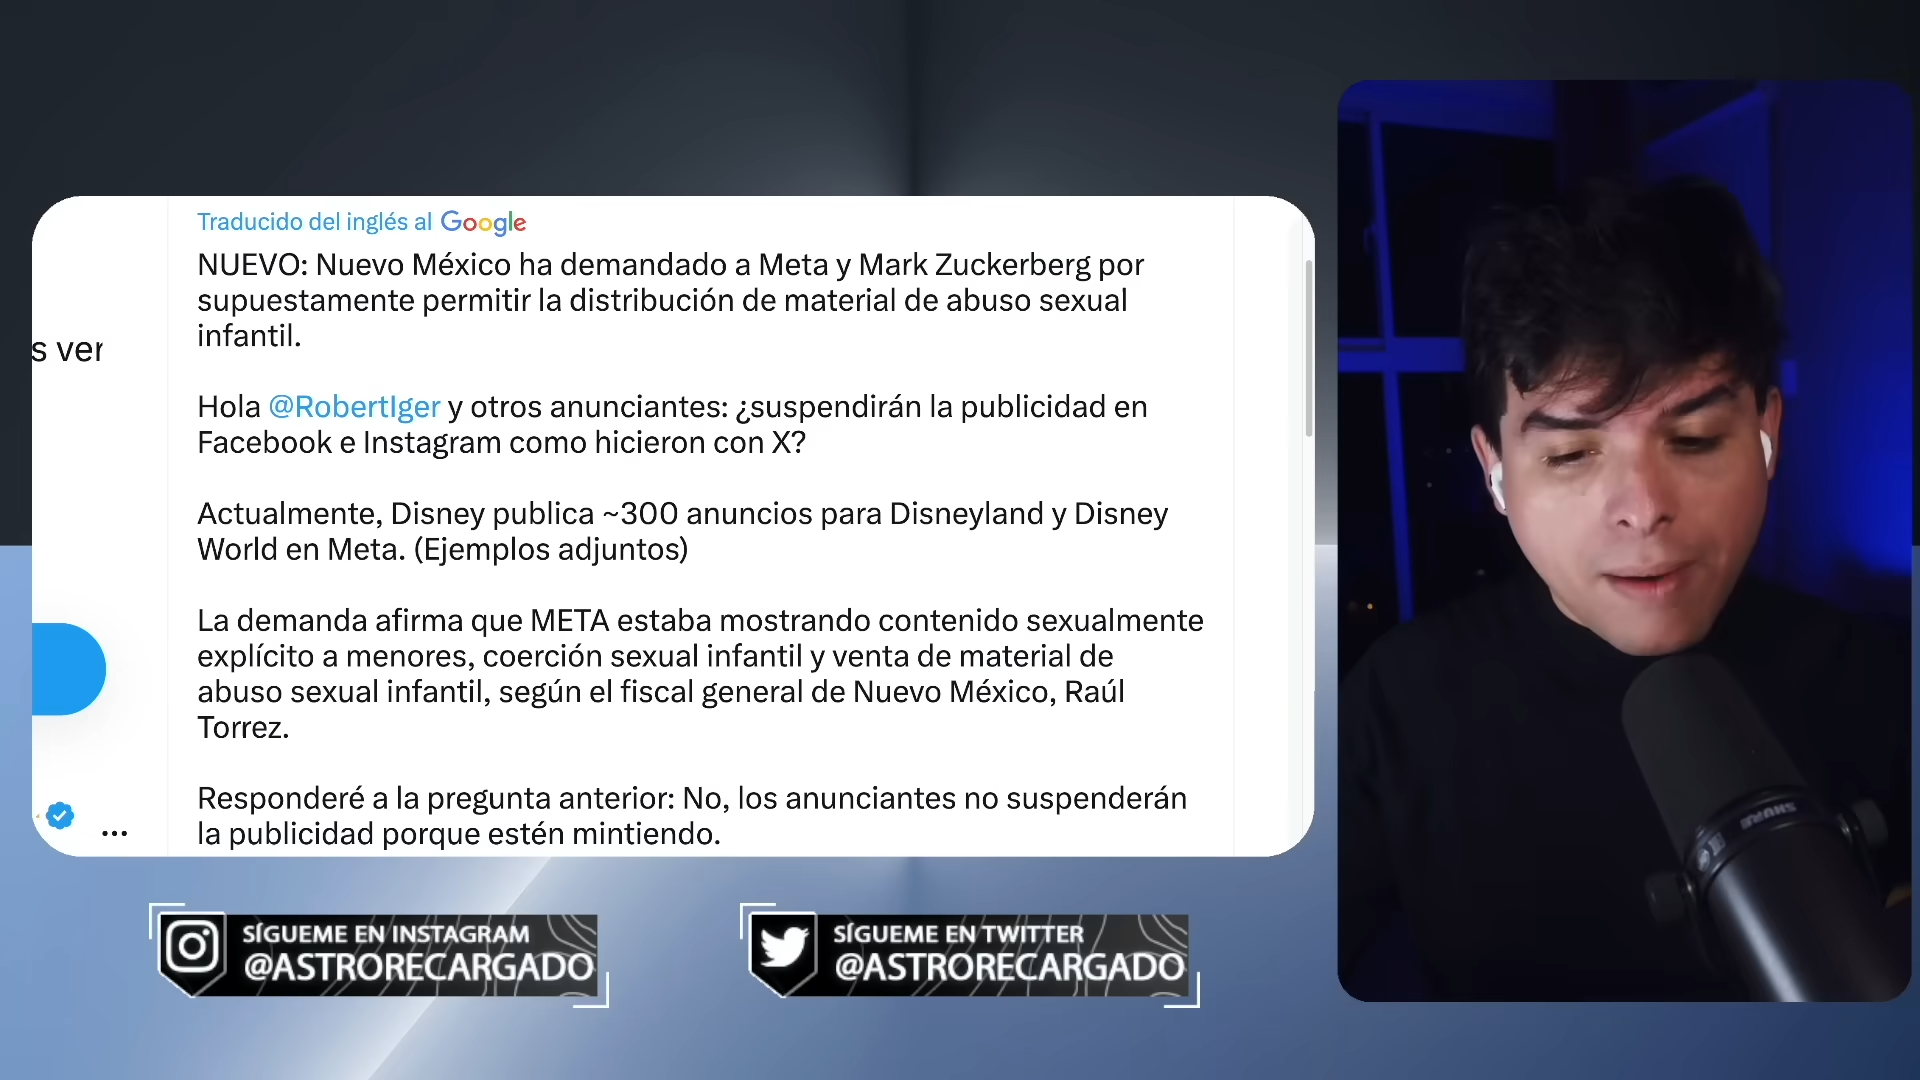 Traducido del inglés al Google
NUEVO: Nuevo México ha demandado a Meta y Mark Zuckerberg por
supuestamente permitir la distribución de material de abuso sexual
infantil.
s ver
Hola @RobertIger y otros anunciantes: ¿suspendirán la publicidad en
Facebook e Instagram como hicieron con X?
Actualmente, Disney publica ~300 anuncios para Disneyland y Disney
World en Meta. (Ejemplos adjuntos)
La demanda afirma que META estaba mostrando contenido sexualmente
explícito a menores, coerción sexual infantil y venta de material de
abuso sexual infantil, según el fiscal general de Nuevo México, Raúl
Torrez.
Responderé a la pregunta anterior: No, los anunciantes no suspenderán
la publicidad porque estén mintiendo.
SÍGUEME EN INSTAGRAM
@ASTRORECARGADO
SÍGUEME EN TWITTER
@ASTRORECARGADO
SHURE